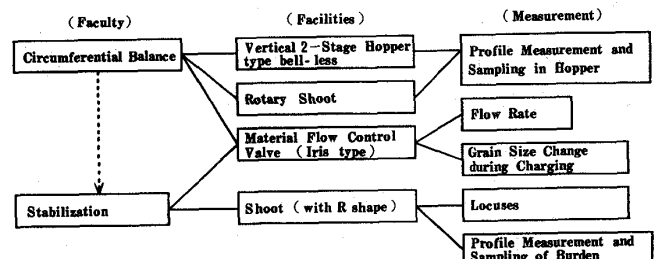 ( Faculty )
( Facilities )
( Measurement )
Circumferential Balance
Vertical 2-Stage Hopper
type bell-less
Profile Measurement and
Sampling in Hopper
Rotary Shoot
Flow Rate
Material Flow Control
Valve ( Iris type )
Grain Size Change
during Charging
Stabilization
Shoot ( with R shape )
Locuses
Profile Measurement and
Sampling of Burden